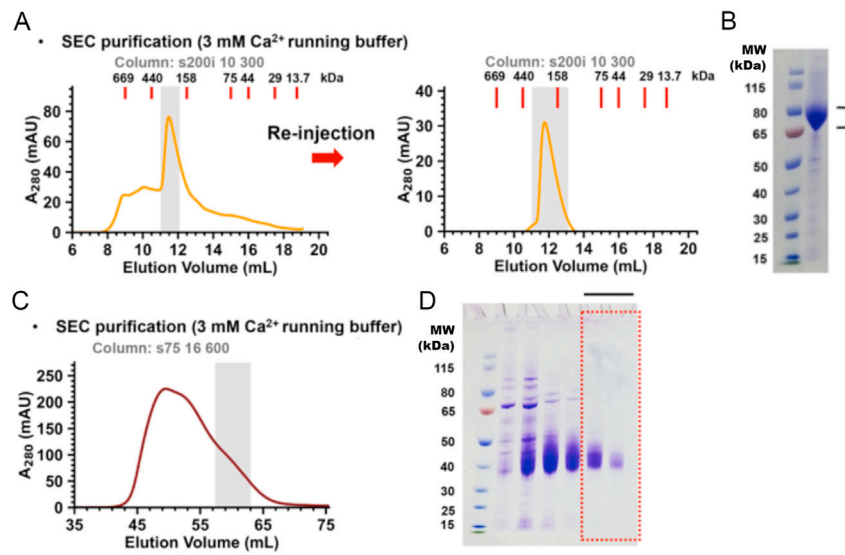 A
• SEC purification (3 mM Ca²⁺ running buffer)
Column: s200i 10 300
669 440 158 75 44 29 13.7 kDa
A₂₈₀ (mAU)
80
60
40
20
0
6 8 10 12 14 16 18 20
Elution Volume (mL)
Re-injection
669 440 158 75 44 29 13.7
A₂₈₀ (mAU)
40
30
20
10
0
6 8 10 12 14 16 18 20
Elution Volume (mL)
B
MW
(kDa)
115
80
65
50
40
30
25
15
C
• SEC purification (3 mM Ca²⁺ running buffer)
Column: s75 16 600
A₂₈₀ (mAU)
250
200
150
100
50
0
35 45 55 65 75
Elution Volume (mL)
D
MW
(kDa)
115
80
65
50
40
30
25
15